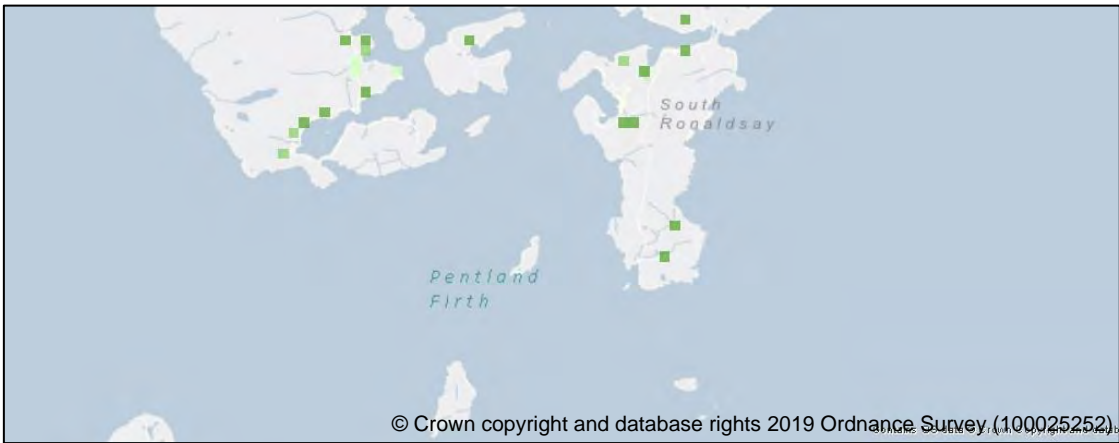 South
Ronaldsay
Pentland
Firth
© Crown copyright and database rights 2019 Ordnance Survey (100025252)